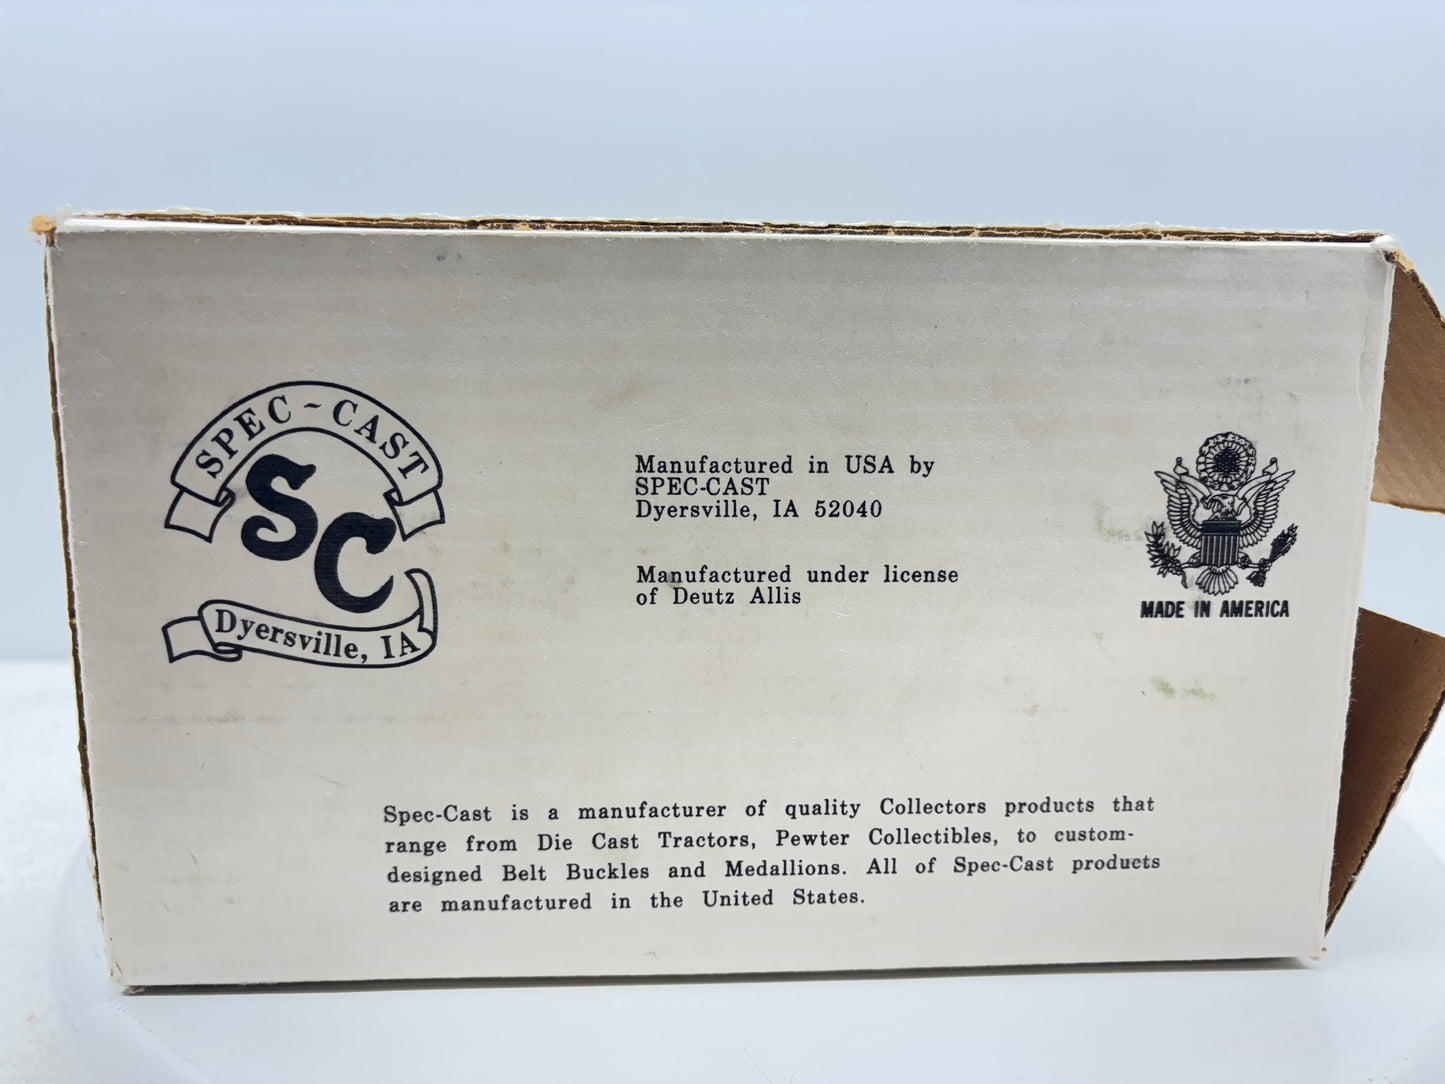 SPEC-CAST
SC
Dyersville, IA
Manufactured in USA by
SPEC-CAST
Dyersville, IA 52040
Manufactured under license
of Deutz Allis
MADE IN AMERICA
Spec-Cast is a manufacturer of quality Collectors products that
range from Die Cast Tractors, Pewter Collectibles, to custom-
designed Belt Buckles and Medallions. All of Spec-Cast products
are manufactured in the United States.